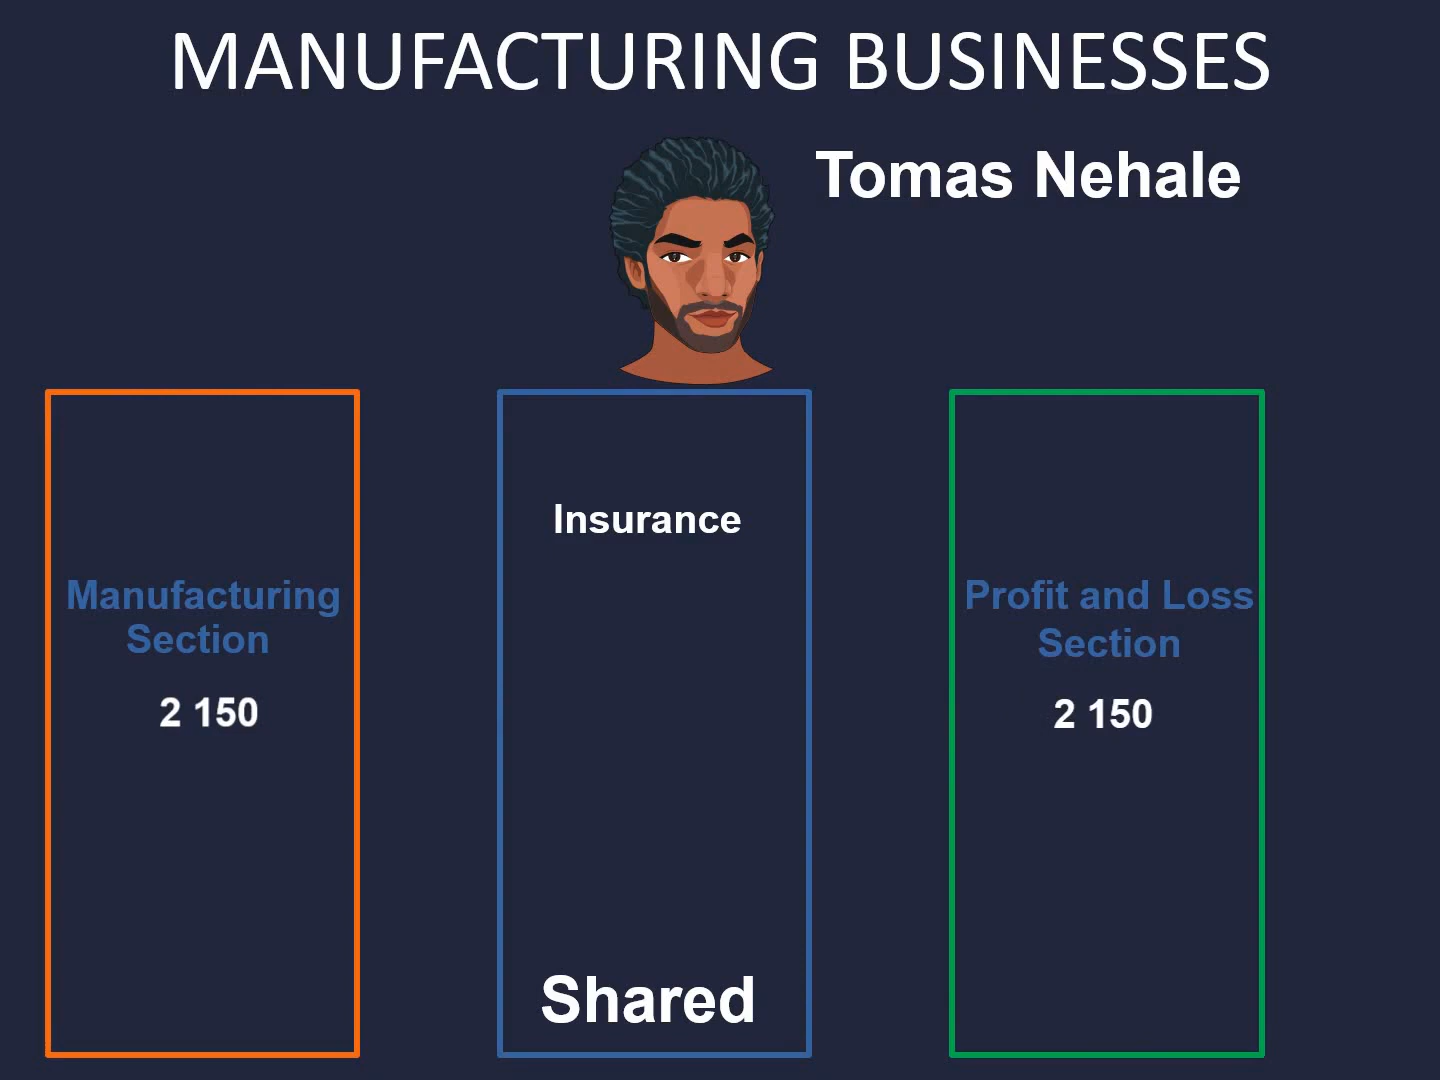 MANUFACTURING BUSINESSES
Tomas Nehale
Manufacturing
Section
2 150
Insurance
Shared
Profit and Loss
Section
2 150